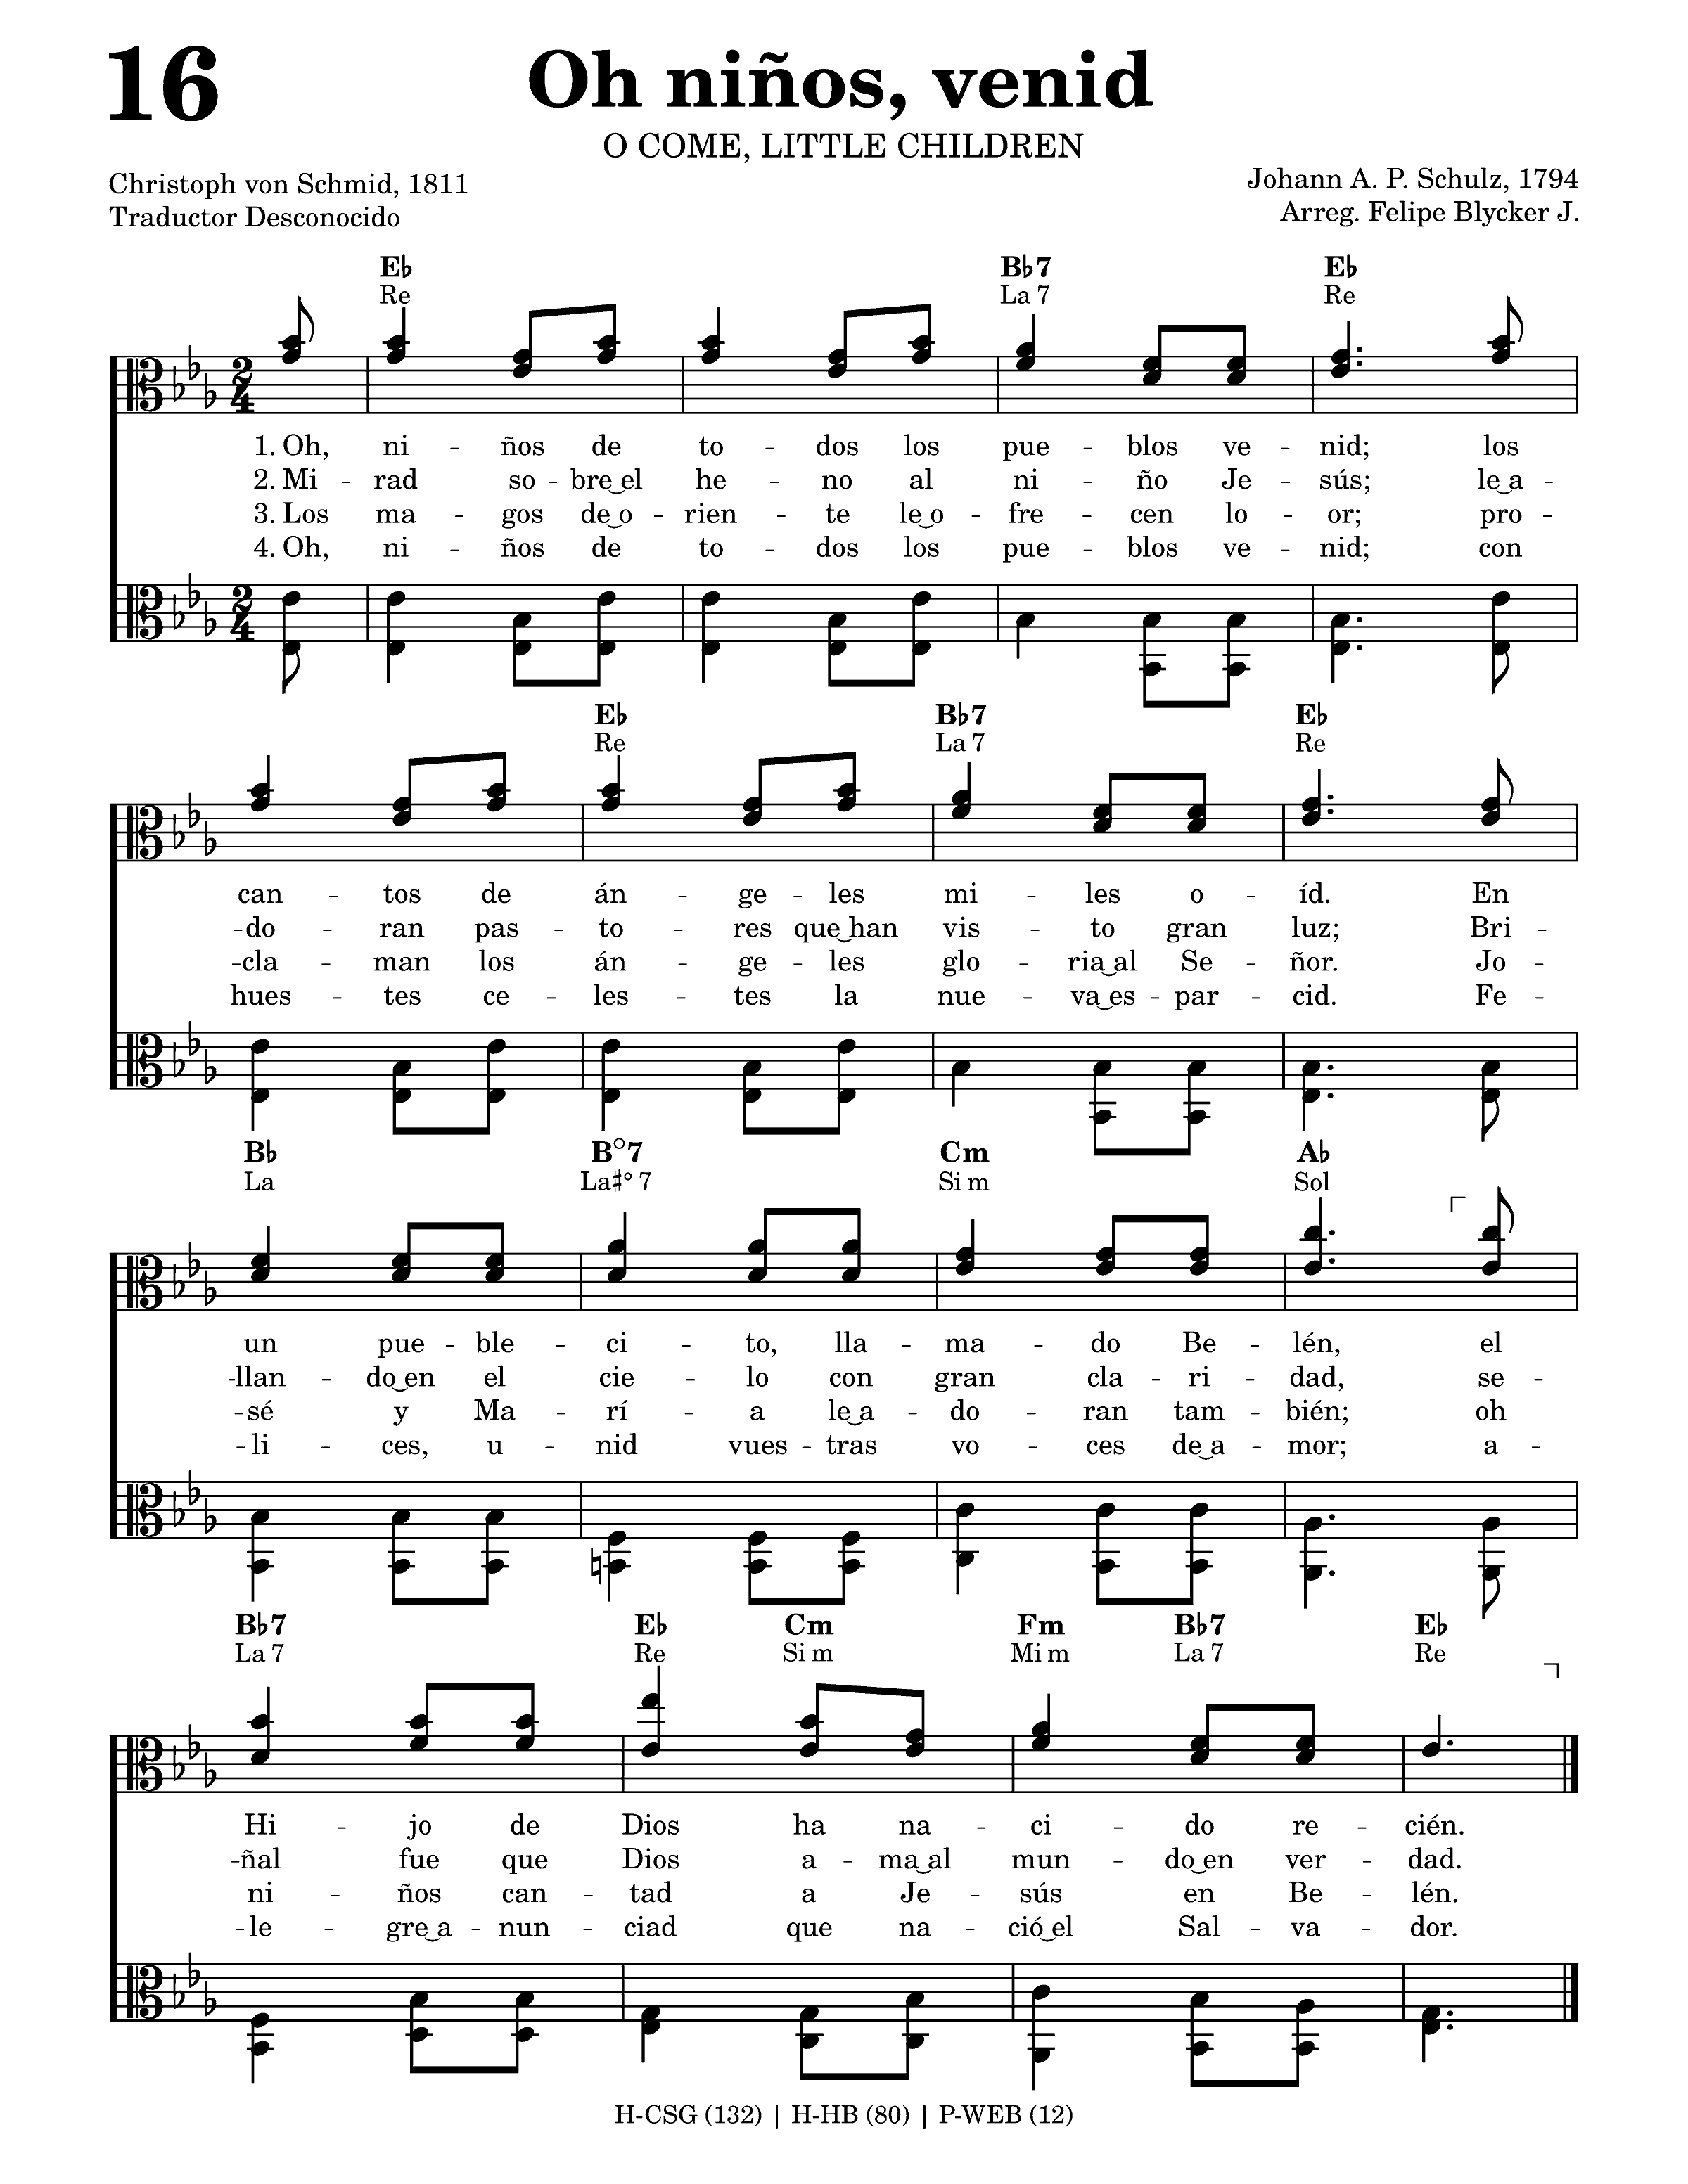 16
Oh niños, venid
O COME, LITTLE CHILDREN
Christoph von Schmid, 1811
Johann A. P. Schulz, 1794
Traductor Desconocido
Arreg. Felipe Blycker J.
E♭ B♭7 E♭
Re La 7 Re
1. Oh, ni - ños de to - dos los pue - blos ve - nid; los
2. Mi - rad so - bre‿el he - no al ni - ño Je - sús; le‿a -
3. Los ma - gos de‿o - rien - te le‿o - fre - cen lo - or; pro -
4. Oh, ni - ños de to - dos los pue - blos ve - nid; con
E♭ B♭7 E♭
Re La 7 Re
can - tos de án - ge - les mi - les o - íd. En
- do - ran pas - to - res que‿han vis - to gran luz; Bri -
- cla - man los án - ge - les glo - ria‿al Se - ñor. Jo -
hues - tes ce - les - tes la nue - va‿es - par - cid. Fe -
B♭ B°7 Cm A♭
La La#° 7 Si m Sol
un pue - ble - ci - to, lla - ma - do Be - lén, el
- llan - do‿en el cie - lo con gran cla - ri - dad, se -
- sé y Ma - rí - a le‿a - do - ran tam - bién; oh
- li - ces, u - nid vues - tras vo - ces de‿a - mor; a -
B♭7 E♭ Cm Fm B♭7 E♭
La 7 Re Si m Mi m La 7 Re
Hi - jo de Dios ha na - ci - do re - cién.
- ñal fue que Dios a - ma‿al mun - do‿en ver - dad.
ni - ños can - tad a Je - sús en Be - lén.
- le - gre‿a - nun - ciad que na - ció‿el Sal - va - dor.
H-CSG (132) | H-HB (80) | P-WEB (12)